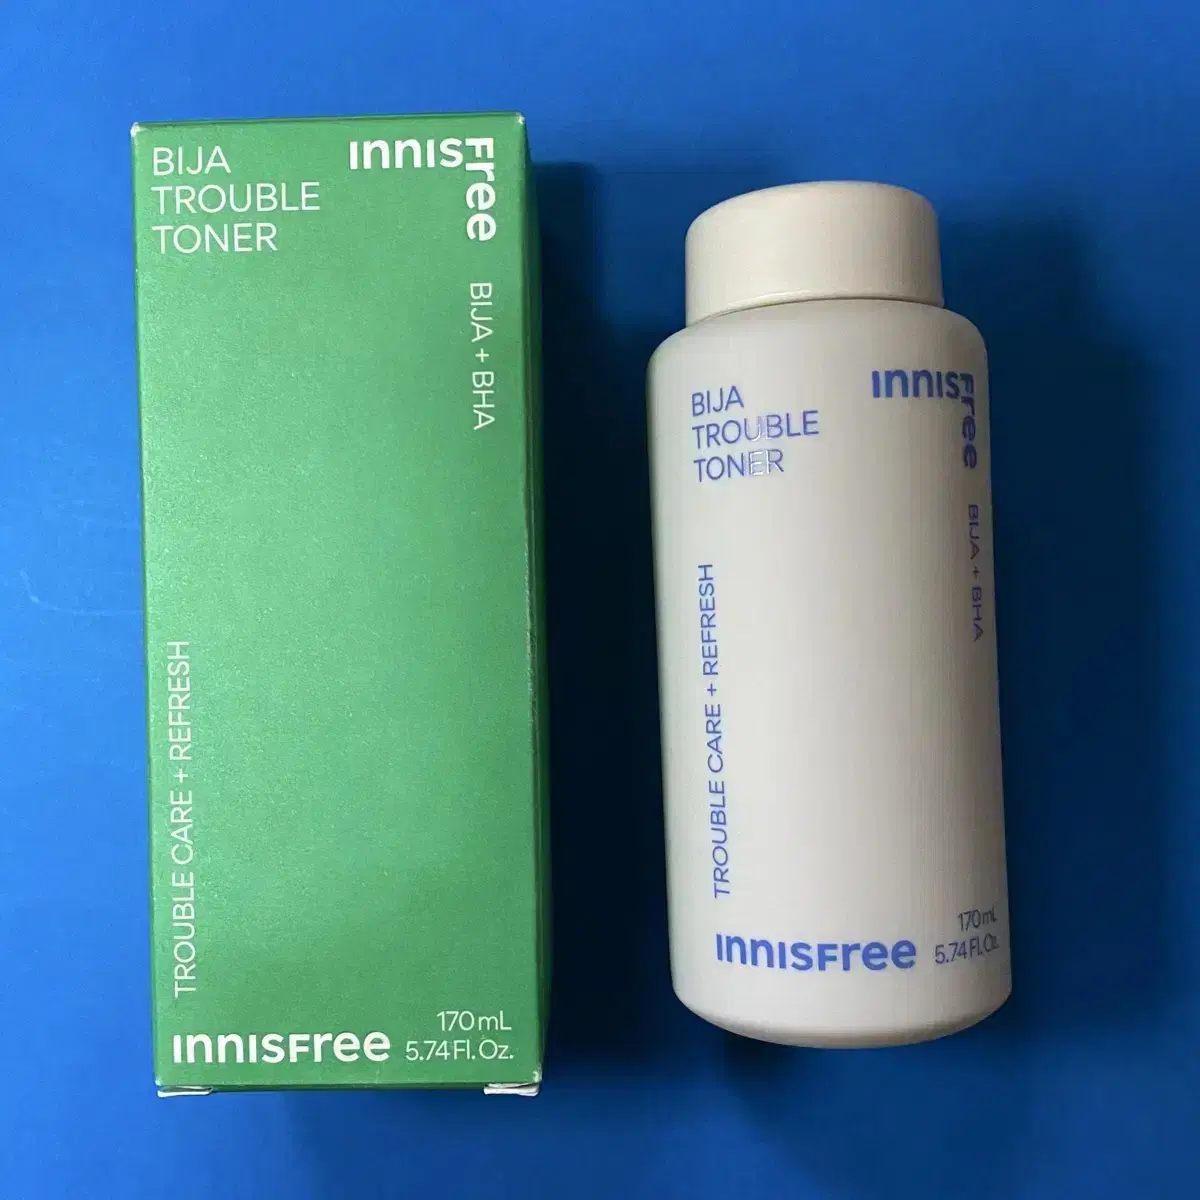 BIJA
TROUBLE
TONER
INNISFree
BIJA + BHA
TROUBLE CARE + REFRESH
INNISFree
170 mL
5.74 Fl. Oz.
BIJA
TROUBLE
TONER
INNISFree
BIJA + BHA
TROUBLE CARE + REFRESH
INNISFree
170 mL
5.74 Fl. Oz.